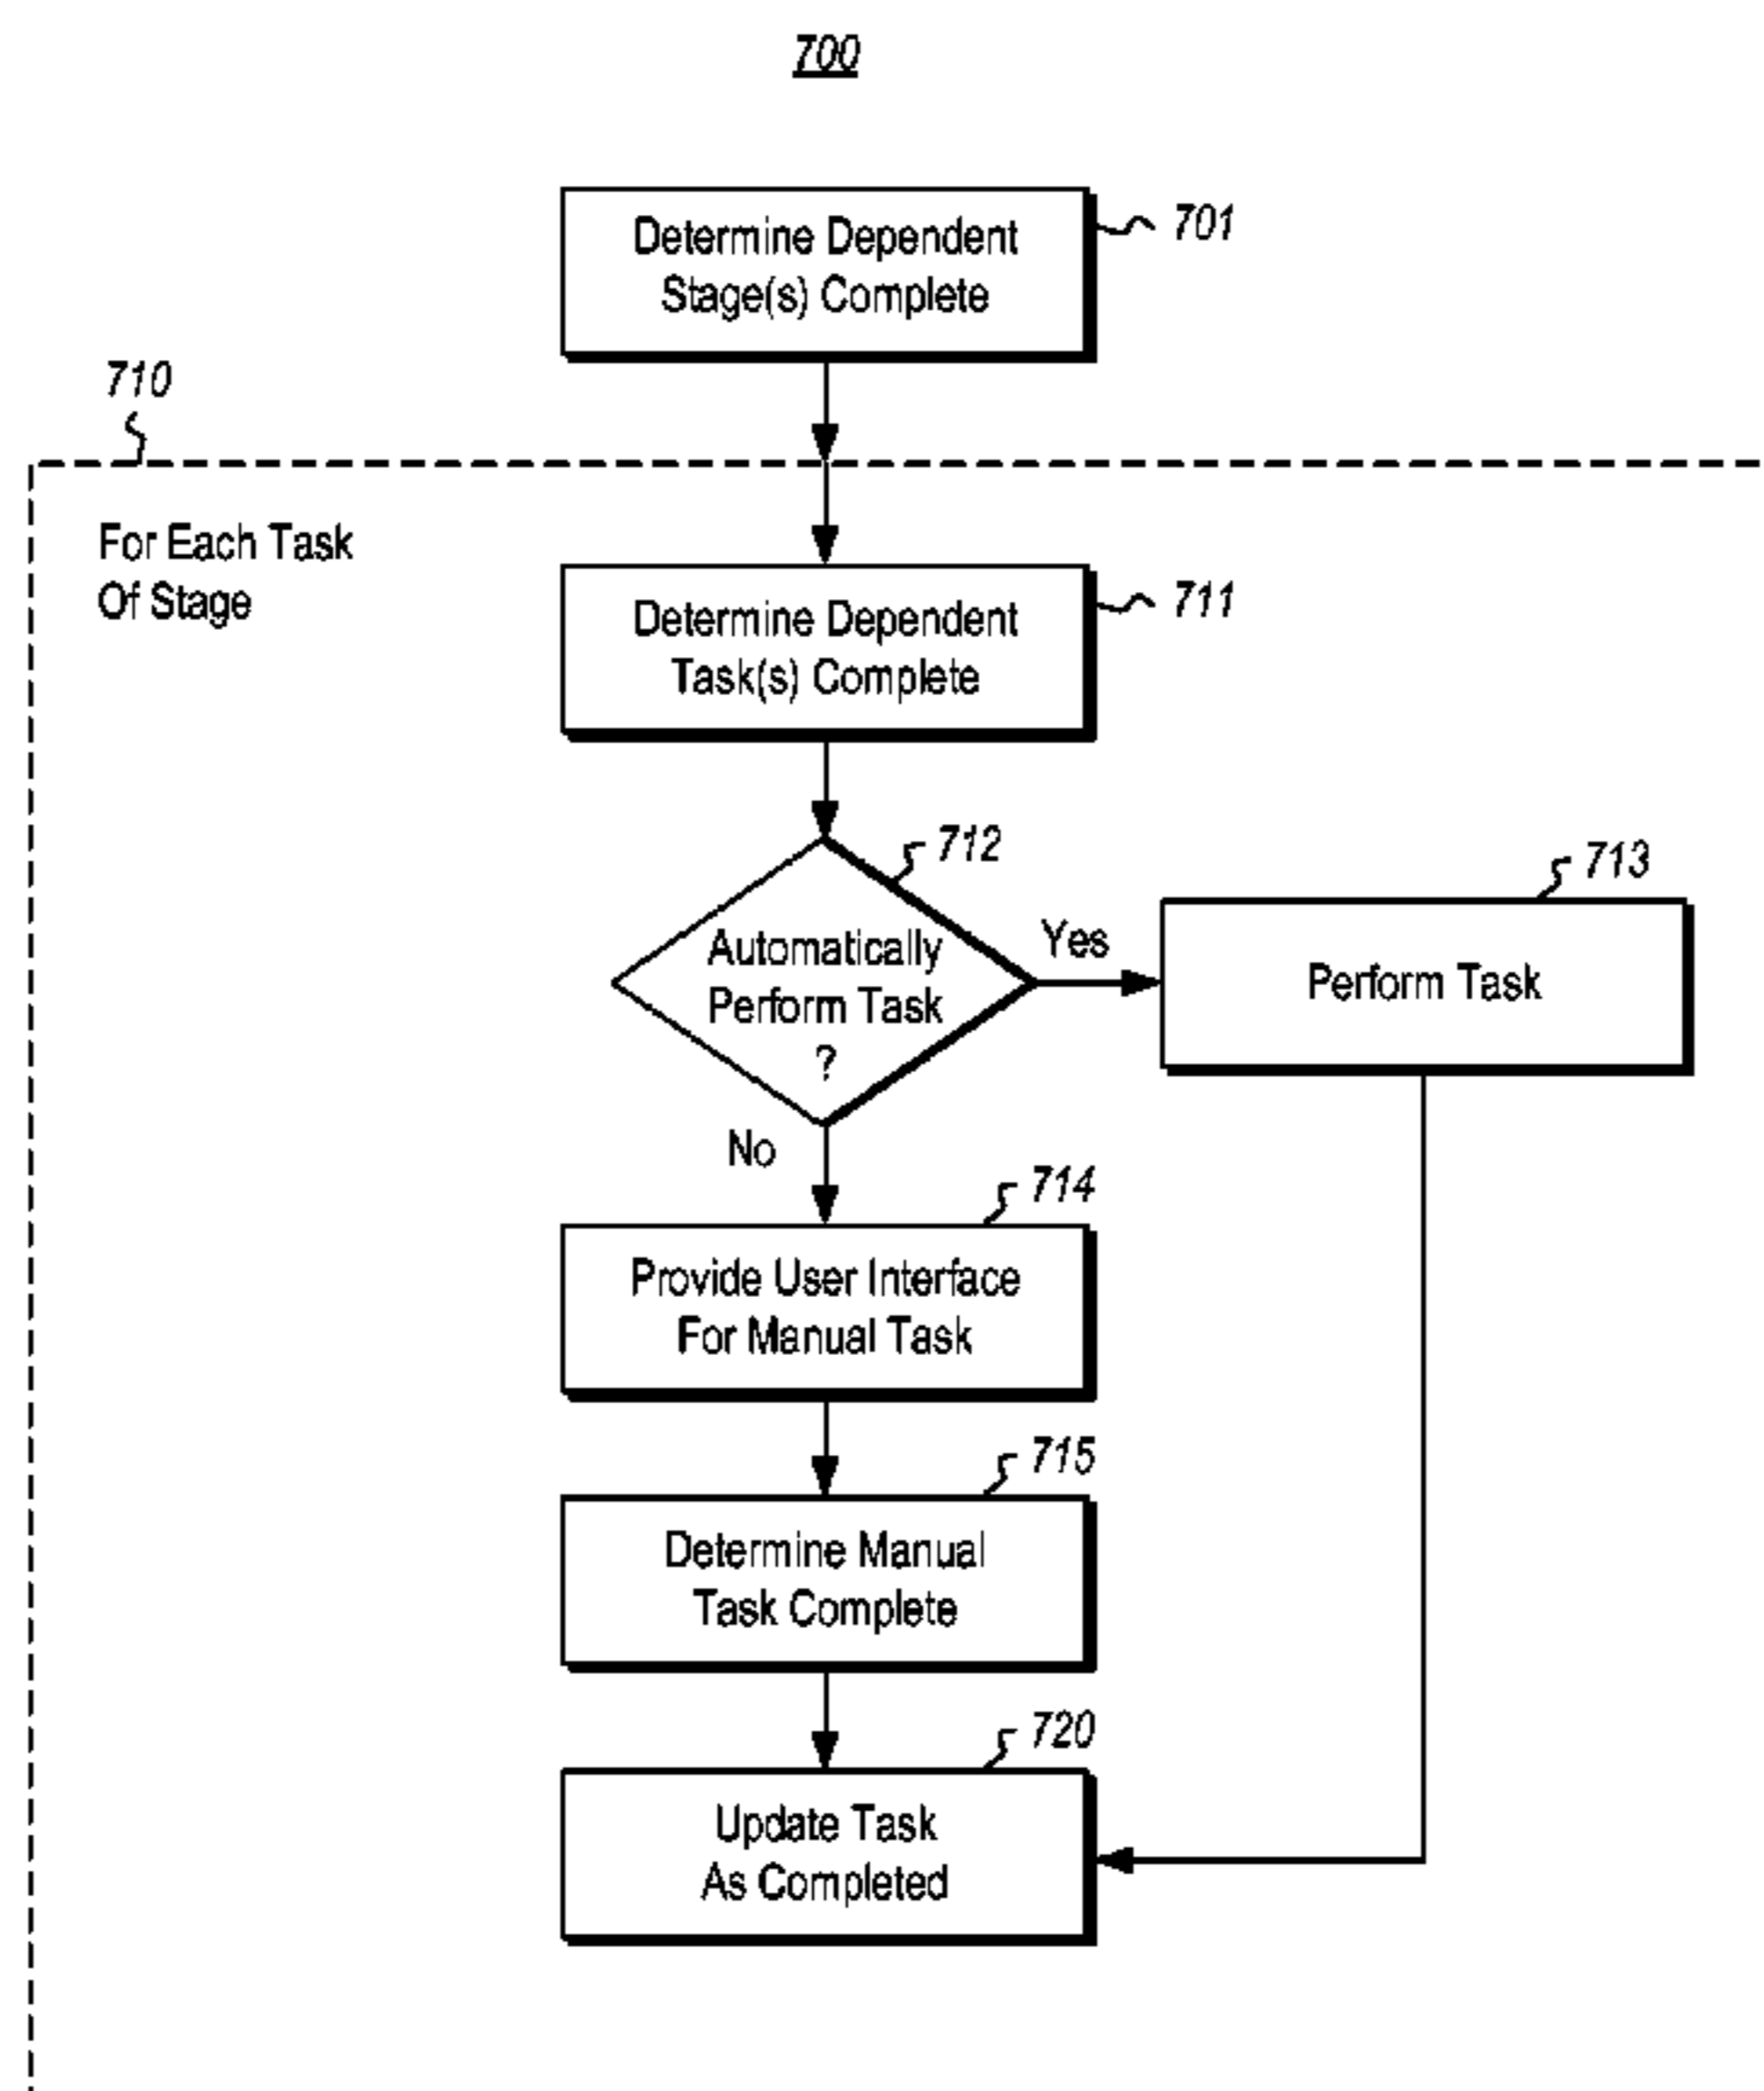 700
Determine Dependent
Stage(s) Complete
701
710
For Each Task
Of Stage
Determine Dependent
Task(s) Complete
711
712
Automatically
Perform Task
?
Yes
713
Perform Task
No
714
Provide User Interface
For Manual Task
715
Determine Manual
Task Complete
720
Update Task
As Completed